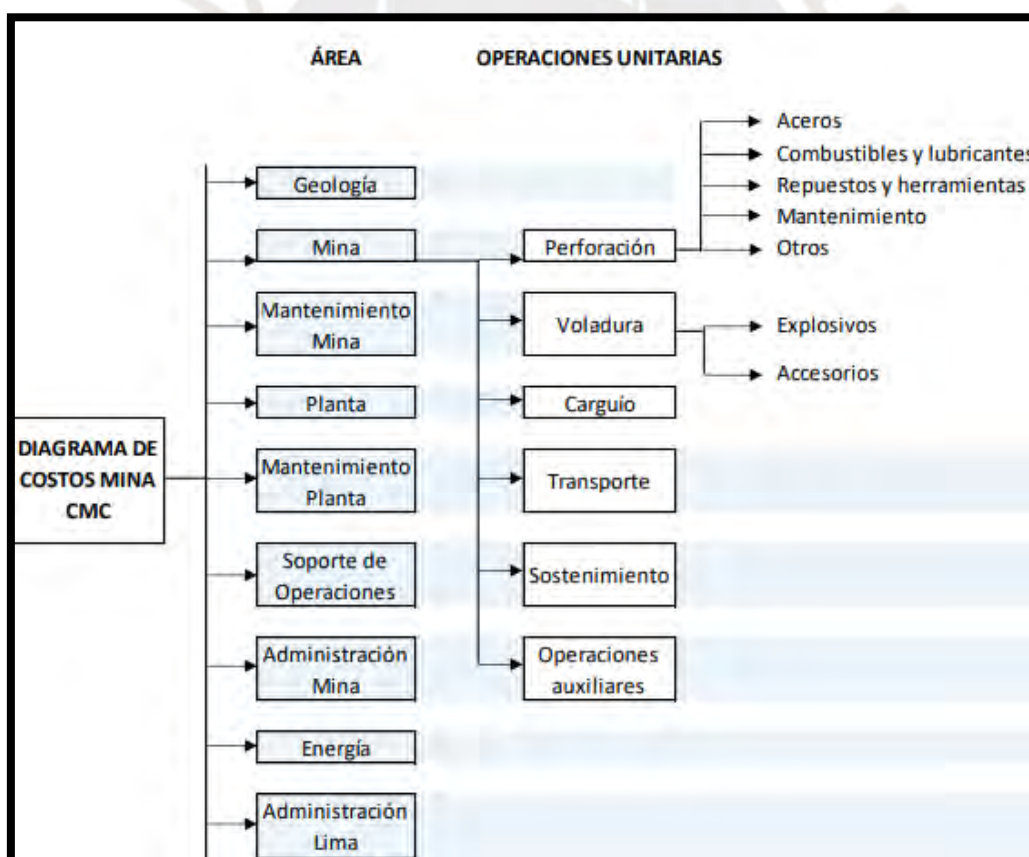 ÁREA
OPERACIONES UNITARIAS
Aceros
Combustibles y lubricantes
Repuestos y herramientas
Mantenimiento
Otros
Geología
Mina
Perforación
Mantenimiento
Mina
Voladura
Explosivos
Accesorios
Planta
Carguío
DIAGRAMA DE
COSTOS MINA
CMC
Mantenimiento
Planta
Transporte
Soporte de
Operaciones
Sostenimiento
Administración
Mina
Operaciones
auxiliares
Energía
Administración
Lima